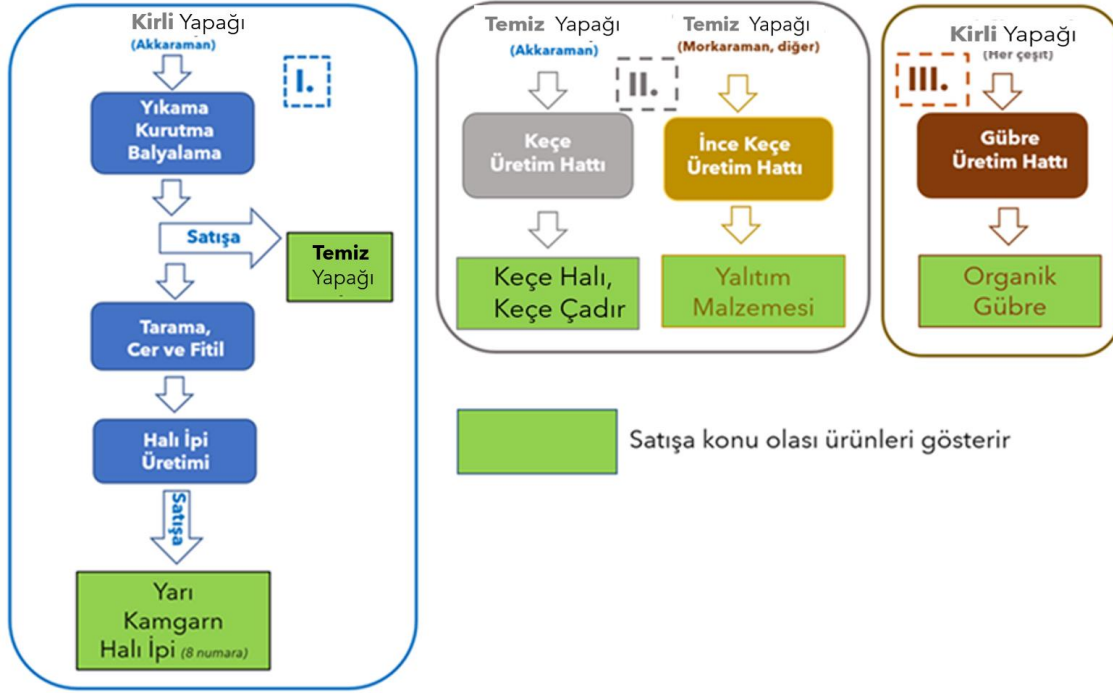 Kirli Yapağı
(Akkaraman)
I.
Yıkama
Kurutma
Balyalama
Satışa
Temiz
Yapağı
Tarama,
Cer ve Fitil
Halı İpi
Üretimi
Satışa
Yarı
Kamgarn
Halı İpi (8 numara)
Temiz Yapağı
(Akkaraman)
II.
Temiz Yapağı
(Morkaraman, diğer)
Keçe
Üretim Hattı
İnce Keçe
Üretim Hattı
Keçe Halı,
Keçe Çadır
Yalıtım
Malzemesi
Kirli Yapağı
(Her çeşit)
III.
Gübre
Üretim Hattı
Organik
Gübre
Satışa konu olası ürünleri gösterir